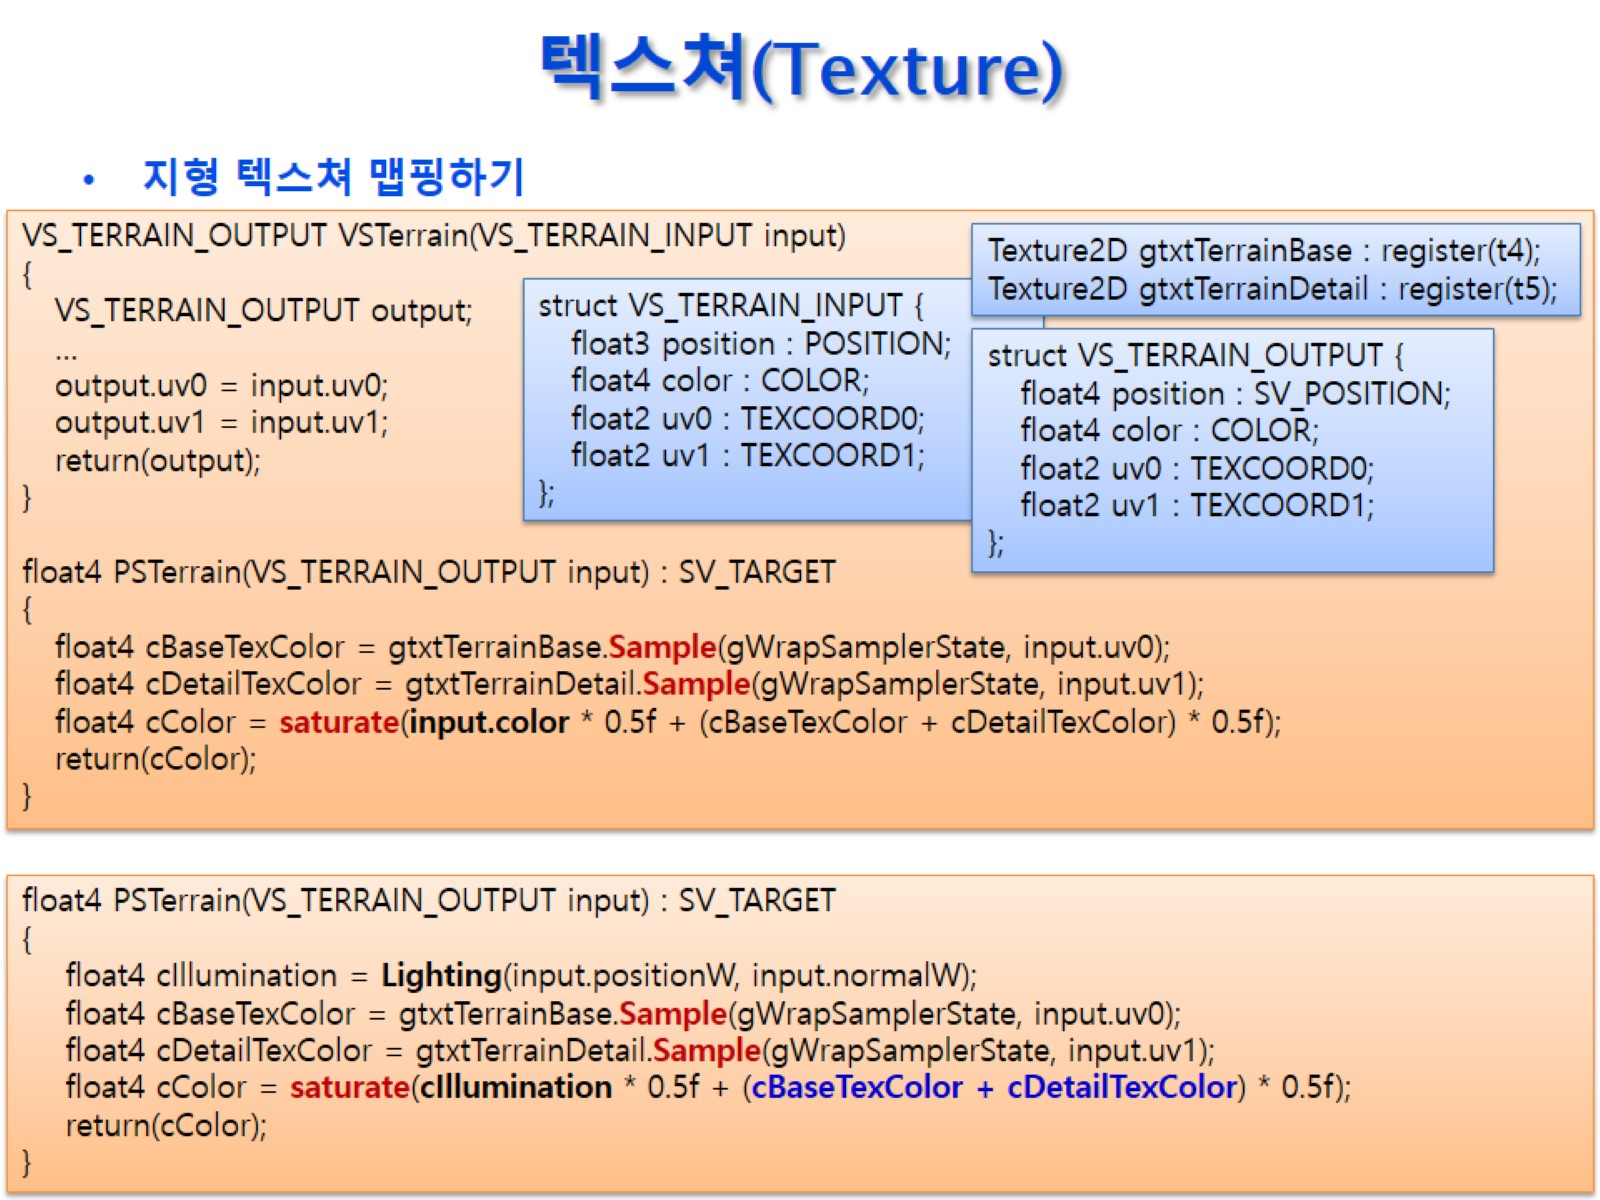 텍스쳐(Texture)
• 지형 텍스쳐 맵핑하기
VS_TERRAIN_OUTPUT VSTerrain(VS_TERRAIN_INPUT input)
{
VS_TERRAIN_OUTPUT output;
...
output.uv0 = input.uv0;
output.uv1 = input.uv1;
return(output);
}
struct VS_TERRAIN_INPUT {
float3 position : POSITION;
float4 color : COLOR;
float2 uv0 : TEXCOORD0;
float2 uv1 : TEXCOORD1;
};
Texture2D gtxtTerrainBase : register(t4);
Texture2D gtxtTerrainDetail : register(t5);
struct VS_TERRAIN_OUTPUT {
float4 position : SV_POSITION;
float4 color : COLOR;
float2 uv0 : TEXCOORD0;
float2 uv1 : TEXCOORD1;
};
float4 PSTerrain(VS_TERRAIN_OUTPUT input) : SV_TARGET
{
float4 cBaseTexColor = gtxtTerrainBase.Sample(gWrapSamplerState, input.uv0);
float4 cDetailTexColor = gtxtTerrainDetail.Sample(gWrapSamplerState, input.uv1);
float4 cColor = saturate(input.color * 0.5f + (cBaseTexColor + cDetailTexColor) * 0.5f);
return(cColor);
}
float4 PSTerrain(VS_TERRAIN_OUTPUT input) : SV_TARGET
{
float4 cIllumination = Lighting(input.positionW, input.normalW);
float4 cBaseTexColor = gtxtTerrainBase.Sample(gWrapSamplerState, input.uv0);
float4 cDetailTexColor = gtxtTerrainDetail.Sample(gWrapSamplerState, input.uv1);
float4 cColor = saturate(cIllumination * 0.5f + (cBaseTexColor + cDetailTexColor) * 0.5f);
return(cColor);
}